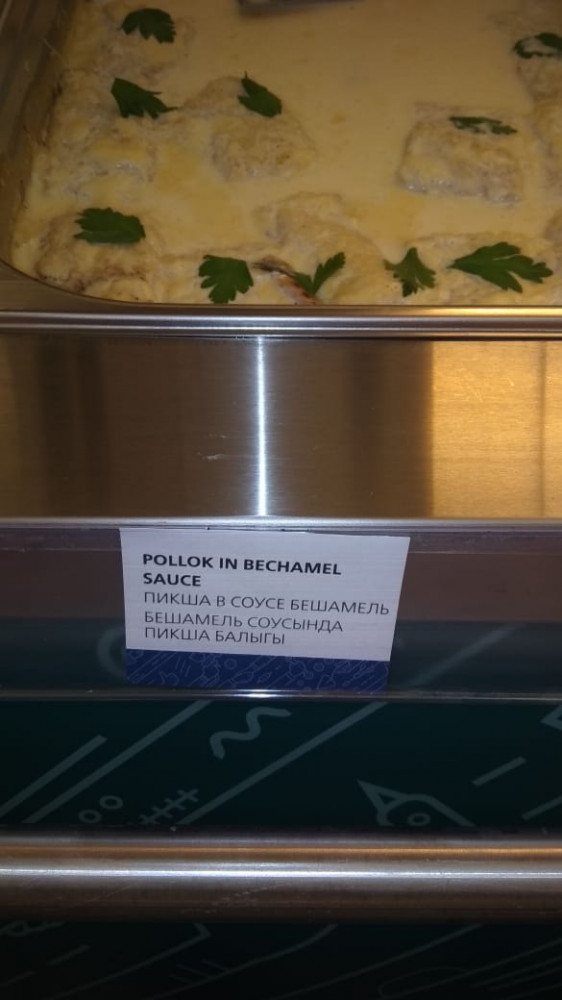 POLLOK IN BECHAMEL
SAUCE
ПИКША В СОУСЕ БЕШАМЕЛЬ
БЕШАМЕЛЬ СОУСЫНДА
ПИКША БАЛЫГЫ